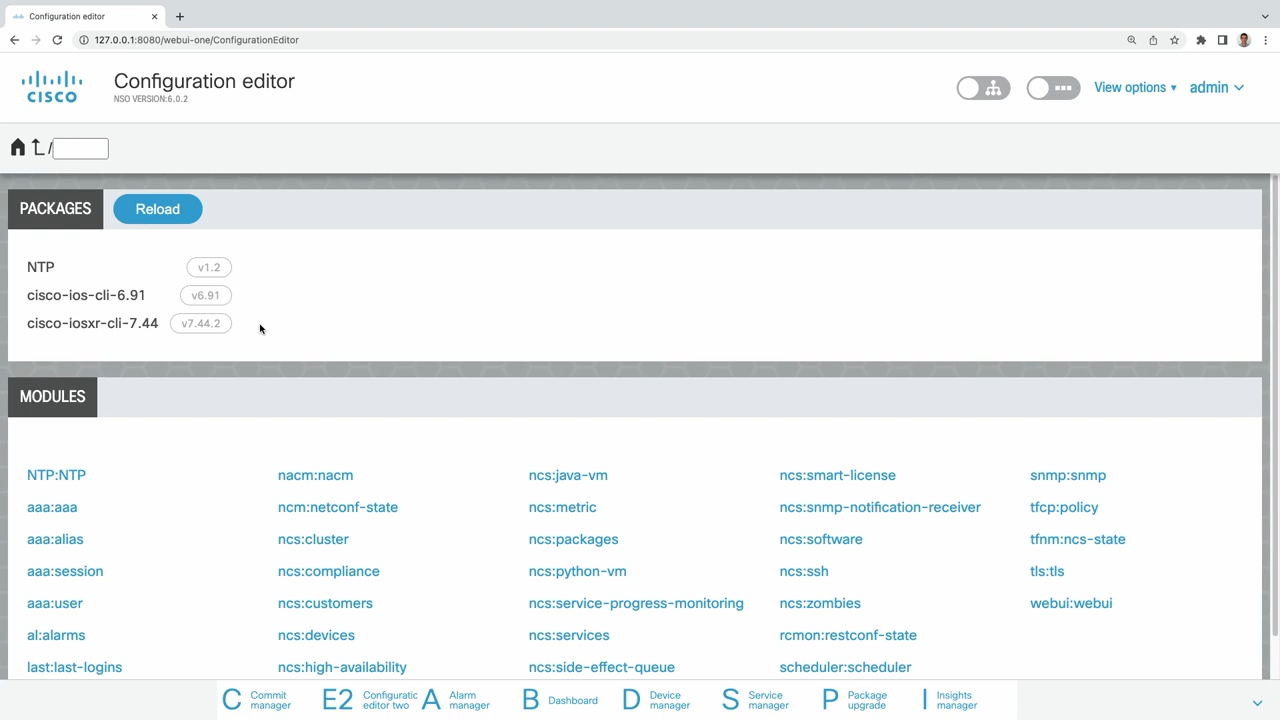 Configuration editor
127.0.0.1:8080/webui-one/ConfigurationEditor
CISCO
Configuration editor
NSO VERSION:6.0.2
View options
admin
/
PACKAGES
Reload
NTP v1.2
cisco-ios-cli-6.91 v6.91
cisco-iosxr-cli-7.44 v7.44.2
MODULES
NTP:NTP nacm:nacm ncs:java-vm ncs:smart-license snmp:snmp
aaa:aaa ncm:netconf-state ncs:metric ncs:snmp-notification-receiver tfcp:policy
aaa:alias ncs:cluster ncs:packages ncs:software tfnm:ncs-state
aaa:session ncs:compliance ncs:python-vm ncs:ssh tls:tls
aaa:user ncs:customers ncs:service-progress-monitoring ncs:zombies webui:webui
al:alarms ncs:devices ncs:services rcmon:restconf-state
last:last-logins ncs:high-availability ncs:side-effect-queue scheduler:scheduler
C Commit manager
E2 Configuratic editor two
A Alarm manager
B Dashboard
D Device manager
S Service manager
P Package upgrade
I Insights manager